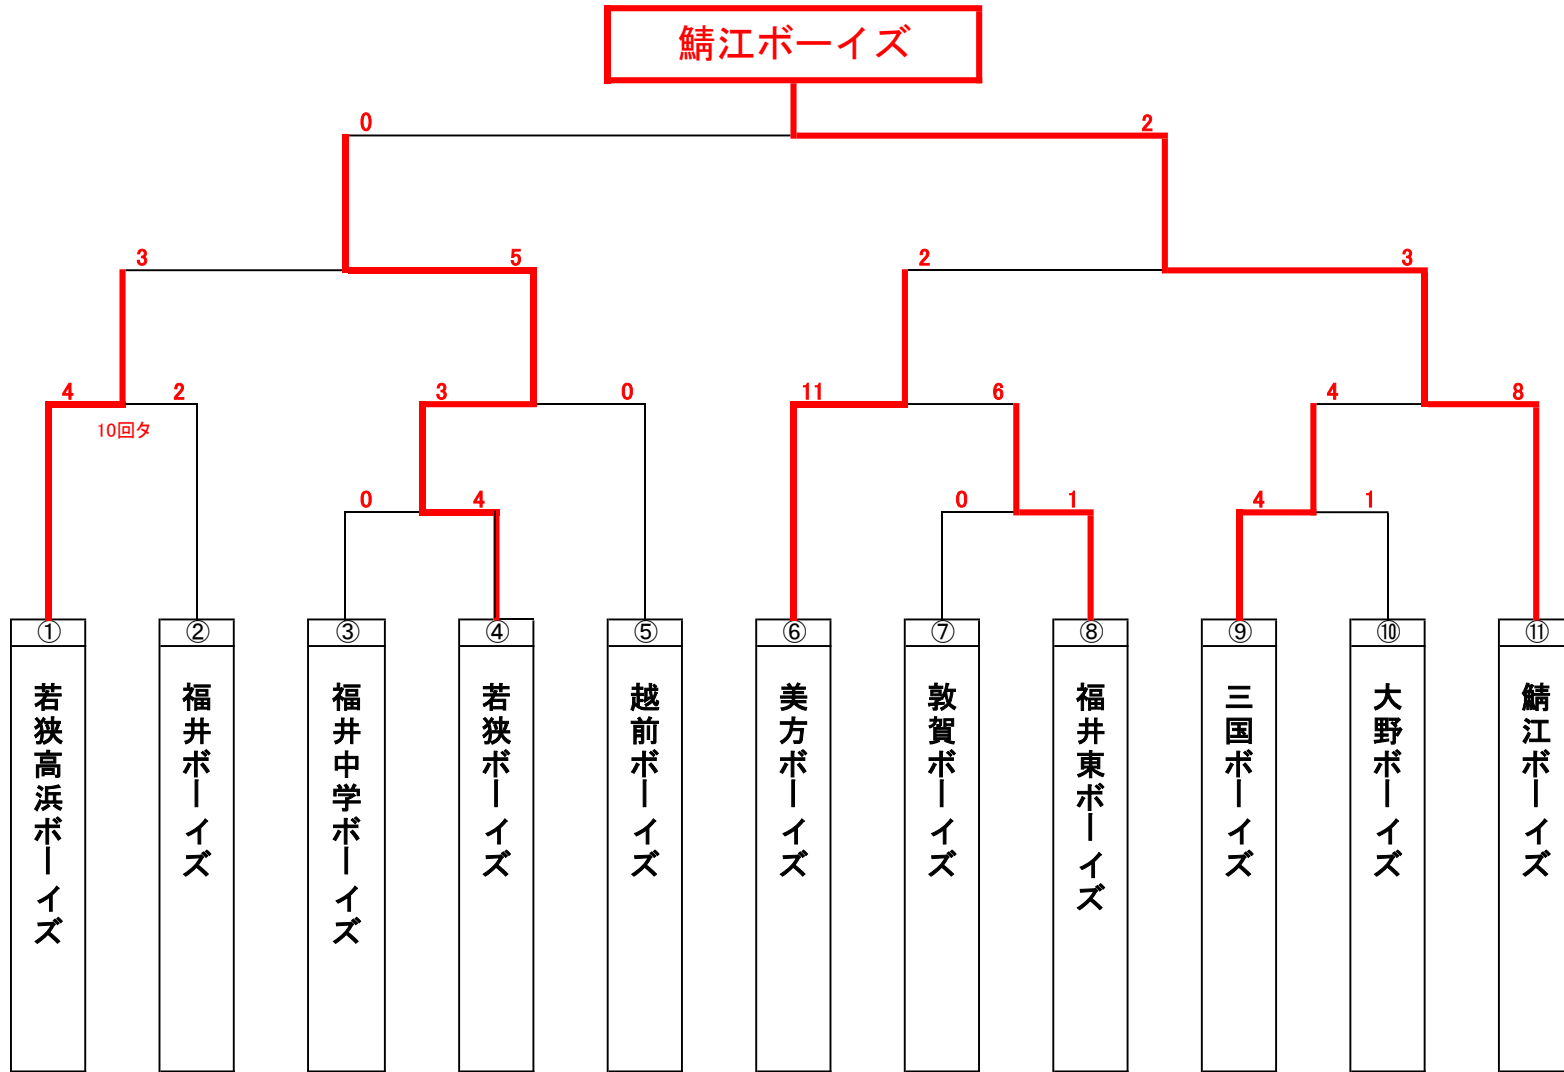 鯖江ボーイズ
0 2
3 5 2 3
4 2 3 0 11 6 4 8
10回タ
0 4 0 1 4 1
① ② ③ ④ ⑤ ⑥ ⑦ ⑧ ⑨ ⑩ ⑪
若狭高浜ボーイズ
福井ボーイズ
福井中学ボーイズ
若狭ボーイズ
越前ボーイズ
美方ボーイズ
敦賀ボーイズ
福井東ボーイズ
三国ボーイズ
大野ボーイズ
鯖江ボーイズ